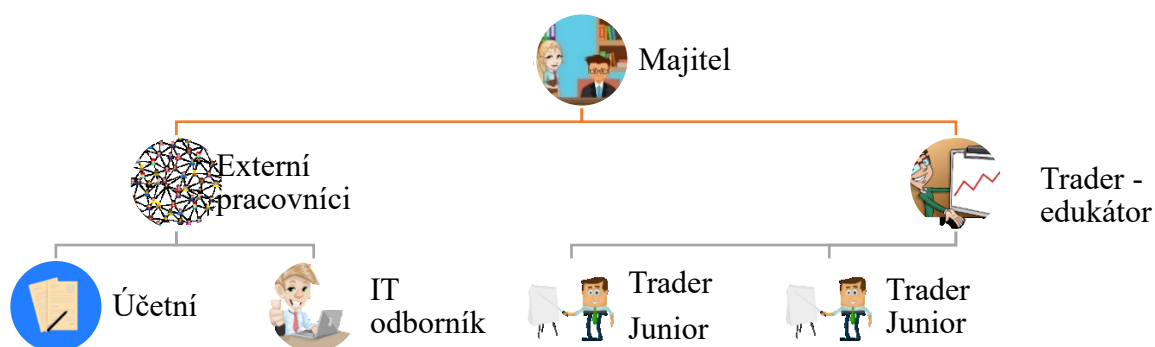 Majitel
Externí
pracovníci
Trader -
edukátor
Účetní
IT
odborník
Trader
Junior
Trader
Junior